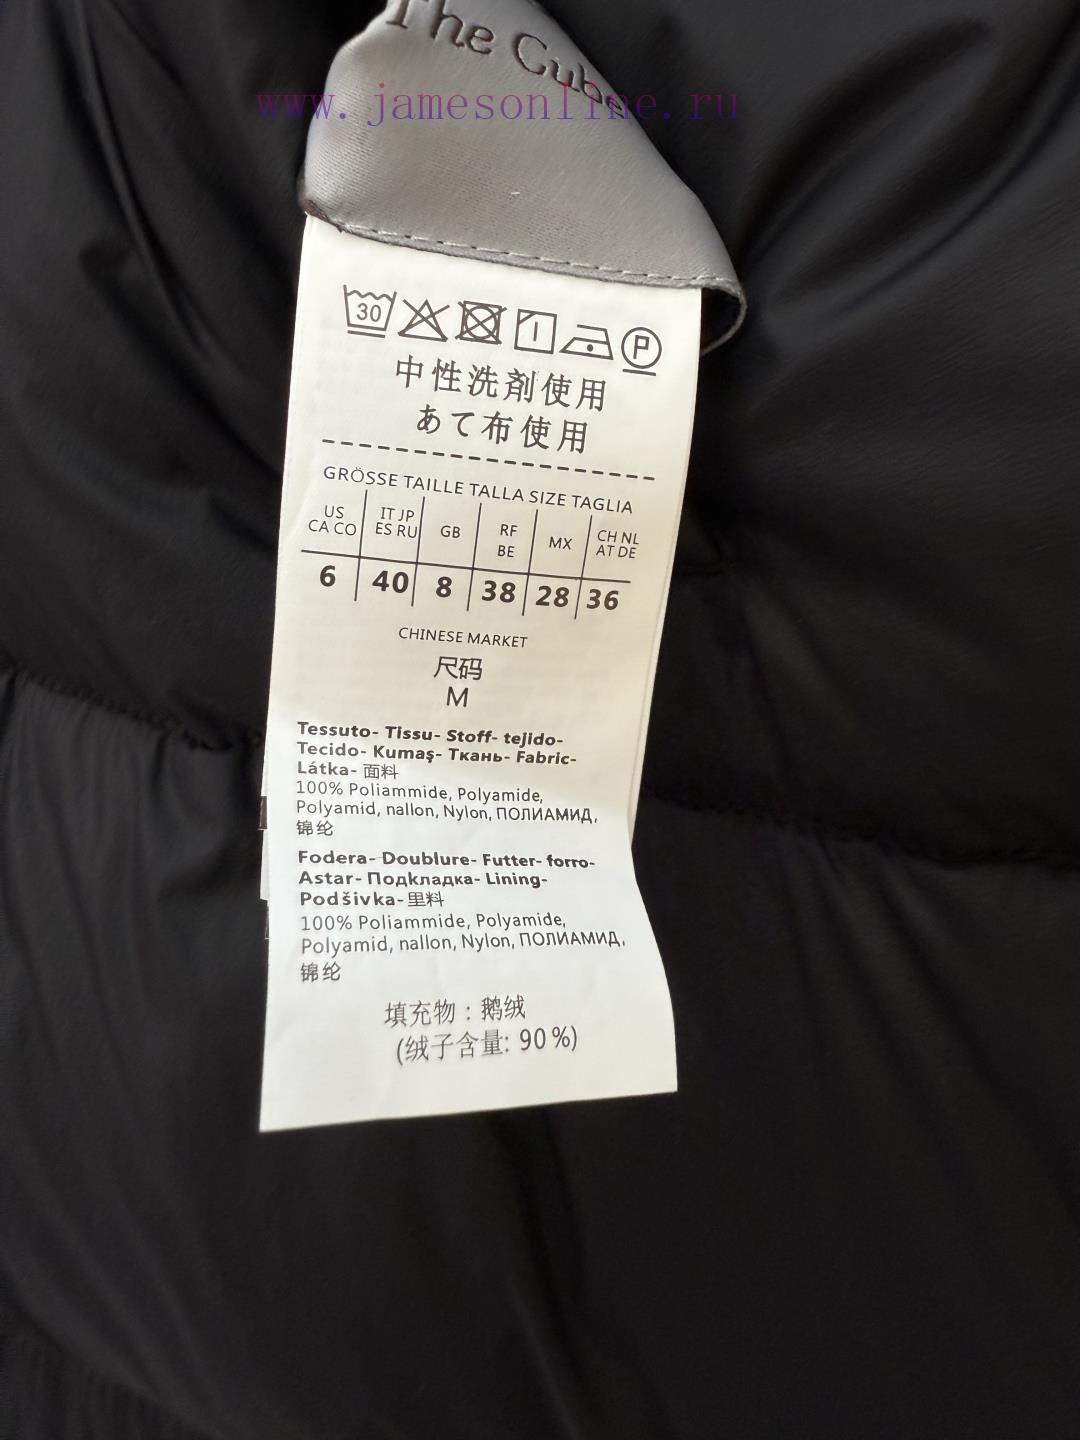 The Cube
www.jamesonline.ru
30
P
中性洗剤使用
あて布使用
GRÖSSE TAILLE TALLA SIZE TAGLIA
US IT JP GB RF MX CH NL
CA CO ES RU BE AT DE
6 40 8 38 28 36
CHINESE MARKET
尺码
M
Tessuto- Tissu- Stoff- tejido-
Tecido- Kumaş- Ткань- Fabric-
Látka- 面料
100% Poliammide, Polyamide,
Polyamid, nallon, Nylon, ПОЛИАМИД,
锦纶
Fodera- Doublure- Futter- forro-
Astar- Подкладка- Lining-
Podšivka- 里料
100% Poliammide, Polyamide,
Polyamid, nallon, Nylon, ПОЛИАМИД,
锦纶
填充物：鹅绒
(绒子含量: 90%)